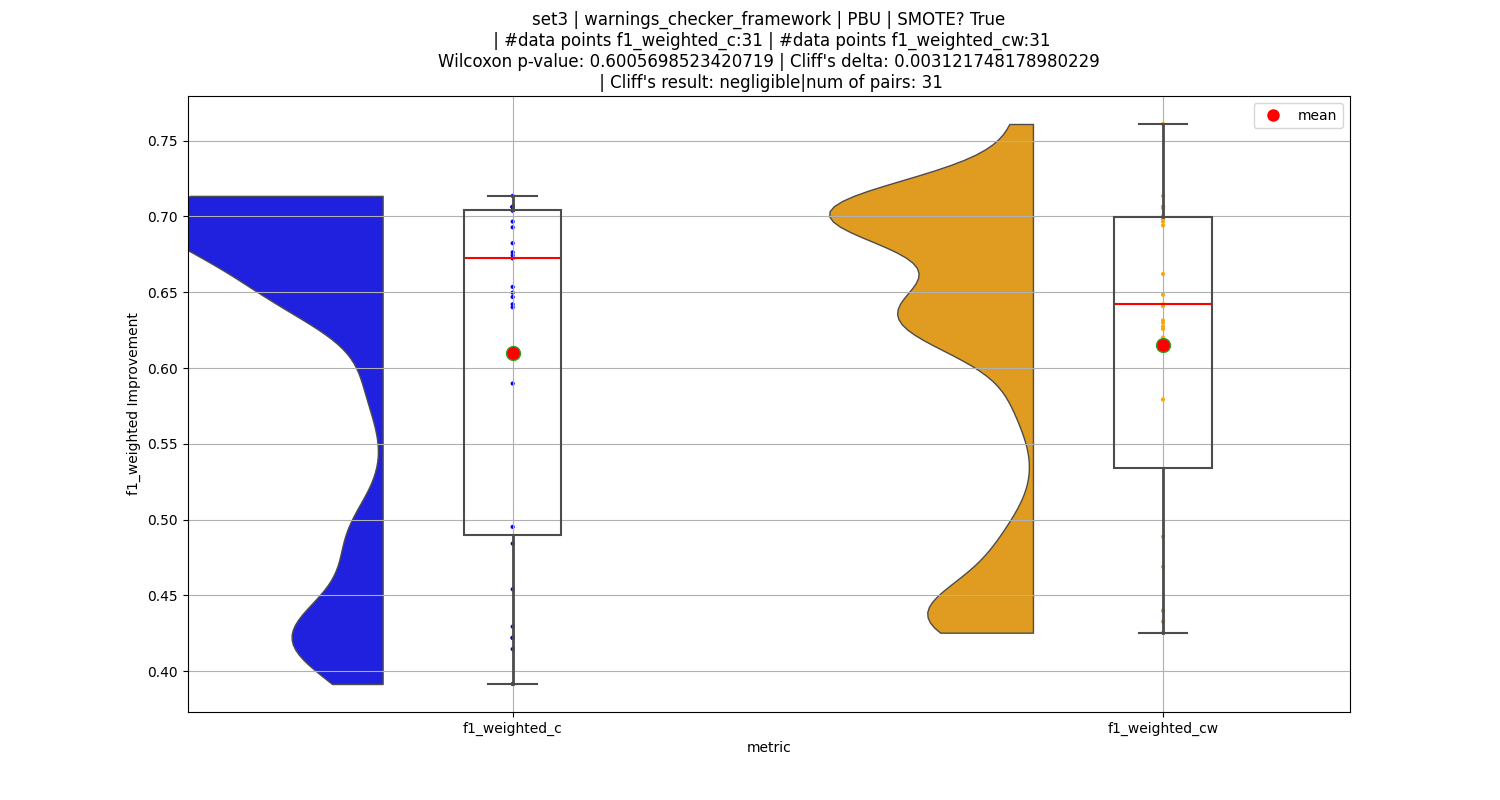 set3 | warnings_checker_framework | PBU | SMOTE? True
| #data points f1_weighted_c:31 | #data points f1_weighted_cw:31
Wilcoxon p-value: 0.6005698523420719 | Cliff's delta: 0.003121748178980229
| Cliff's result: negligible|num of pairs: 31
mean
0.75
0.70
0.65
0.60
0.55
0.50
0.45
0.40
f1_weighted Improvement
f1_weighted_c
f1_weighted_cw
metric